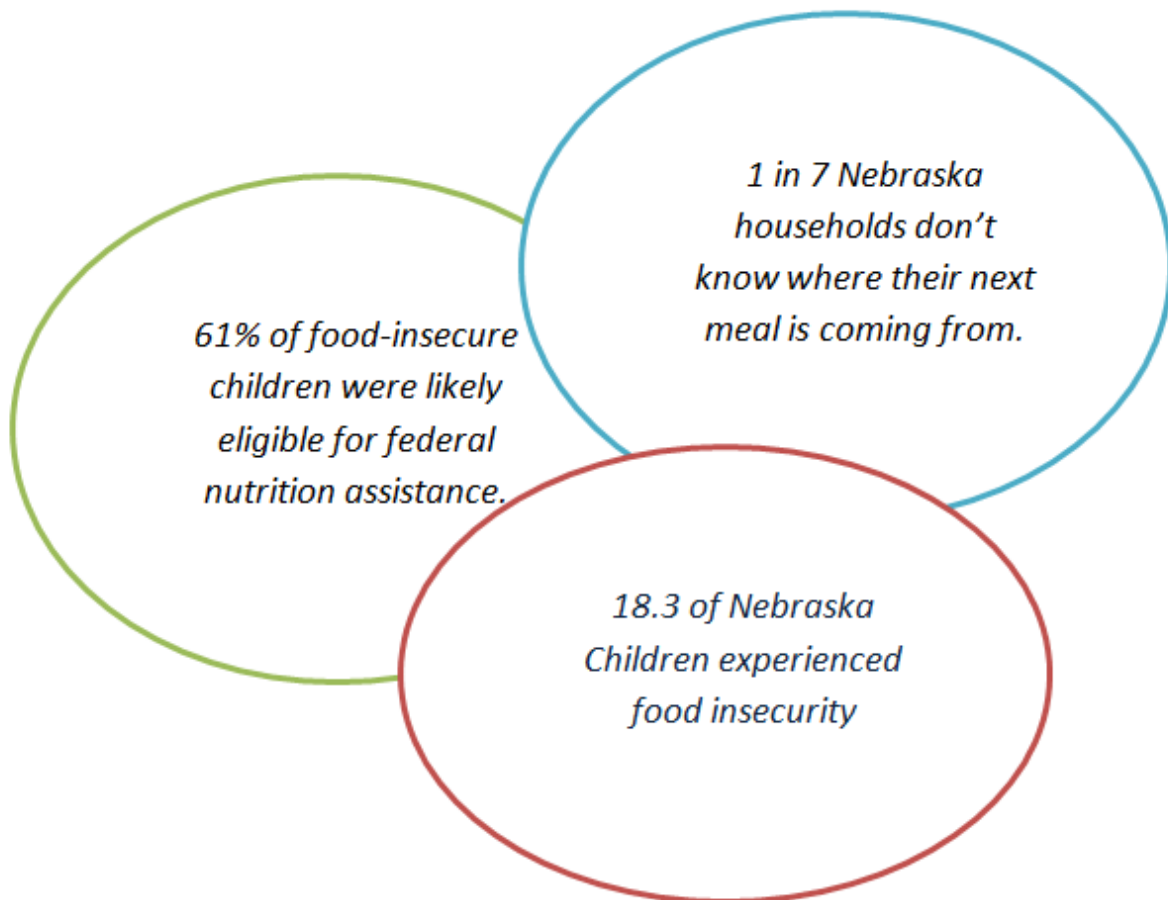 1 in 7 Nebraska
households don’t
know where their next
meal is coming from.
61% of food-insecure
children were likely
eligible for federal
nutrition assistance.
18.3 of Nebraska
Children experienced
food insecurity